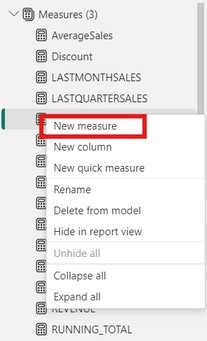 Measures (3)
AverageSales
Discount
LASTMONTHSALES
LASTQUARTERSALES
New measure
New column
New quick measure
Rename
Delete from model
Hide in report view
Unhide all
Collapse all
Expand all
REVENUE
RUNNING_TOTAL